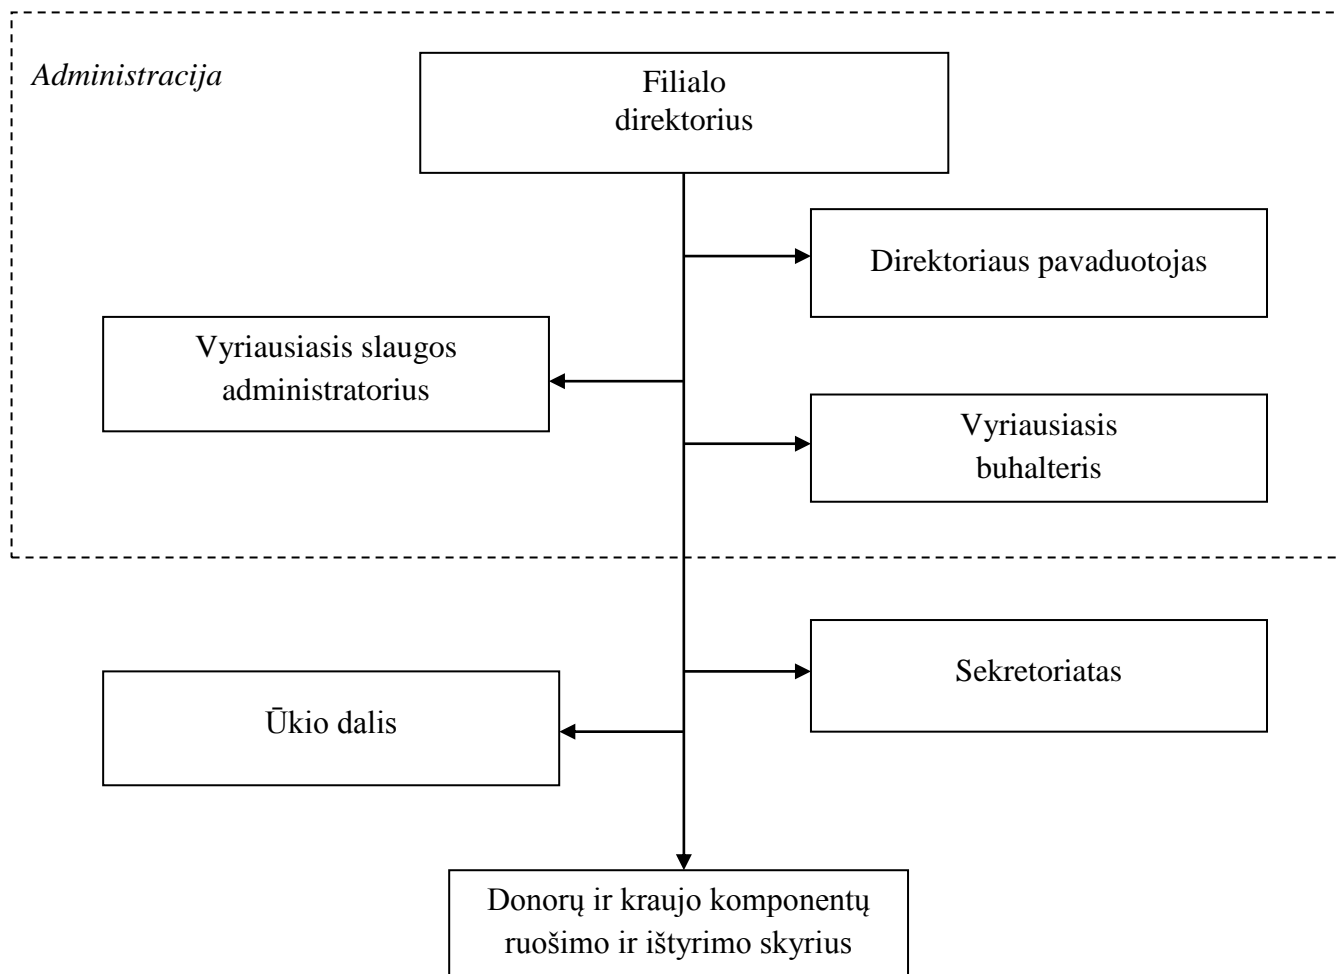 Administracija
Filialo
direktorius
Direktoriaus pavaduotojas
Vyriausiasis slaugos
administratorius
Vyriausiasis
buhalteris
Sekretoriatas
Ūkio dalis
Donorų ir kraujo komponentų
ruošimo ir ištyrimo skyrius